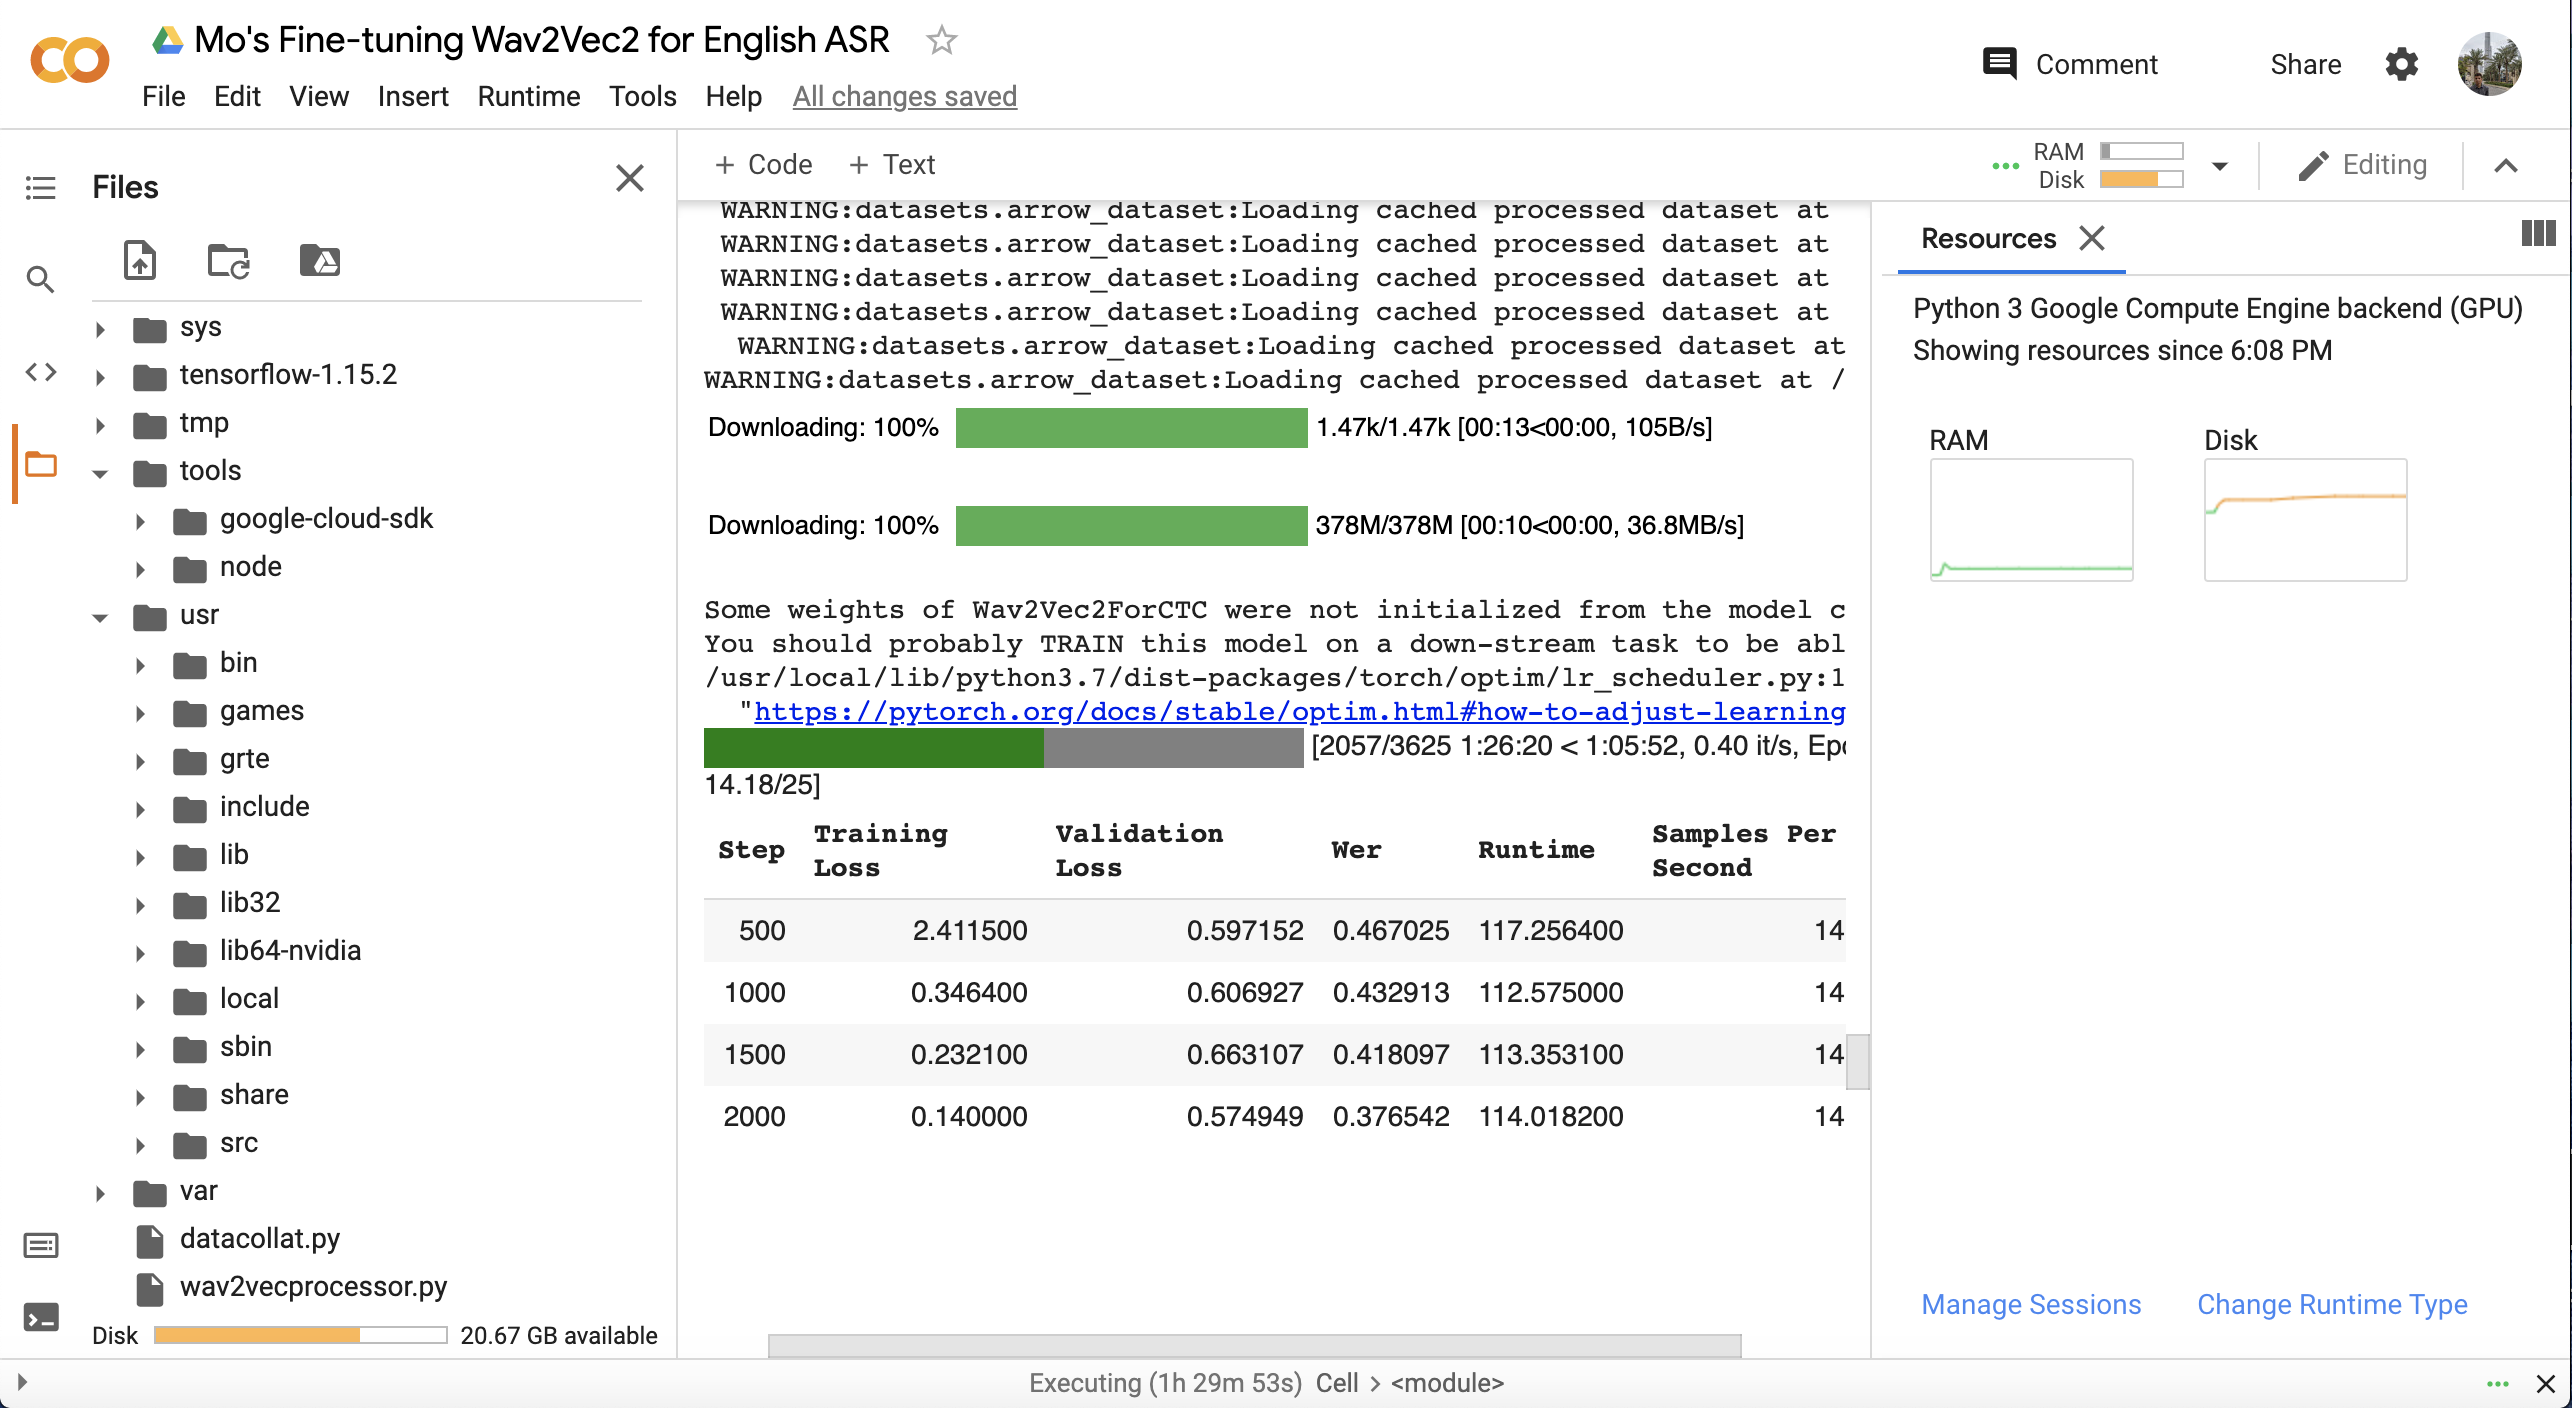 Mo's Fine-tuning Wav2Vec2 for English ASR
File Edit View Insert Runtime Tools Help All changes saved
Comment Share
Files
+ Code + Text
RAM
Disk
Editing
sys
tensorflow-1.15.2
tmp
tools
google-cloud-sdk
node
usr
bin
games
grte
include
lib
lib32
lib64-nvidia
local
sbin
share
src
var
datacollat.py
wav2vecprocessor.py
Disk 20.67 GB available
WARNING:datasets.arrow_dataset:Loading cached processed dataset at
WARNING:datasets.arrow_dataset:Loading cached processed dataset at
WARNING:datasets.arrow_dataset:Loading cached processed dataset at
WARNING:datasets.arrow_dataset:Loading cached processed dataset at
WARNING:datasets.arrow_dataset:Loading cached processed dataset at
WARNING:datasets.arrow_dataset:Loading cached processed dataset at /
Downloading: 100% 1.47k/1.47k [00:13<00:00, 105B/s]
Downloading: 100% 378M/378M [00:10<00:00, 36.8MB/s]
Some weights of Wav2Vec2ForCTC were not initialized from the model c
You should probably TRAIN this model on a down-stream task to be abl
/usr/local/lib/python3.7/dist-packages/torch/optim/lr_scheduler.py:1
"https://pytorch.org/docs/stable/optim.html#how-to-adjust-learning
[2057/3625 1:26:20 < 1:05:52, 0.40 it/s, Epo
14.18/25]
Step Training Loss Validation Loss Wer Runtime Samples Per Second
500 2.411500 0.597152 0.467025 117.256400 14
1000 0.346400 0.606927 0.432913 112.575000 14
1500 0.232100 0.663107 0.418097 113.353100 14
2000 0.140000 0.574949 0.376542 114.018200 14
Resources
Python 3 Google Compute Engine backend (GPU)
Showing resources since 6:08 PM
RAM Disk
Manage Sessions Change Runtime Type
Executing (1h 29m 53s) Cell > <module>